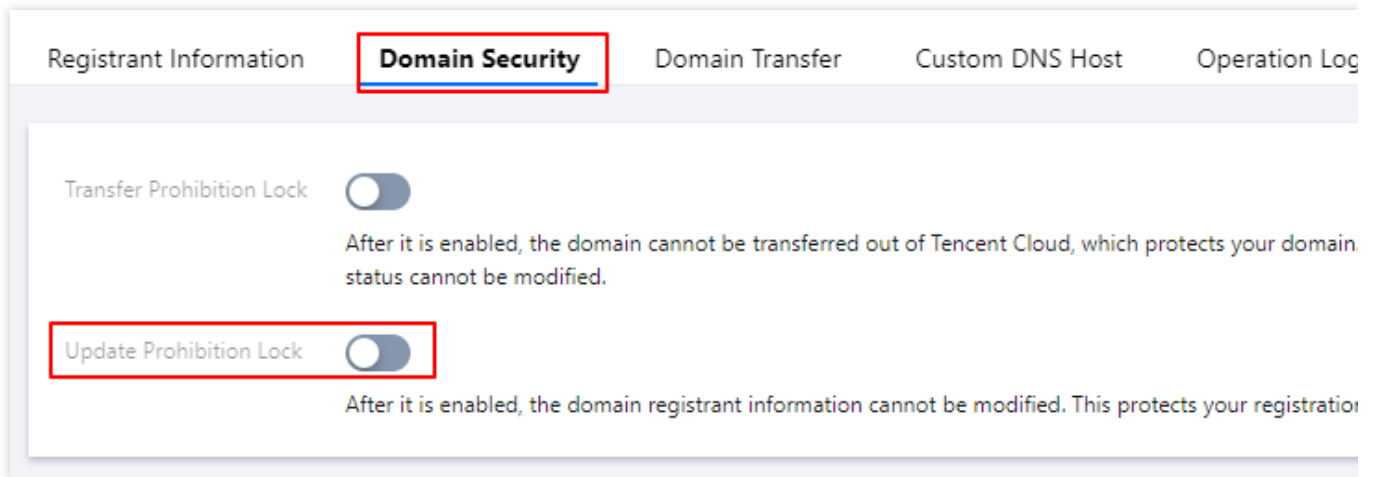 Registrant Information Domain Security Domain Transfer Custom DNS Host Operation Log
Transfer Prohibition Lock
After it is enabled, the domain cannot be transferred out of Tencent Cloud, which protects your domain.
status cannot be modified.
Update Prohibition Lock
After it is enabled, the domain registrant information cannot be modified. This protects your